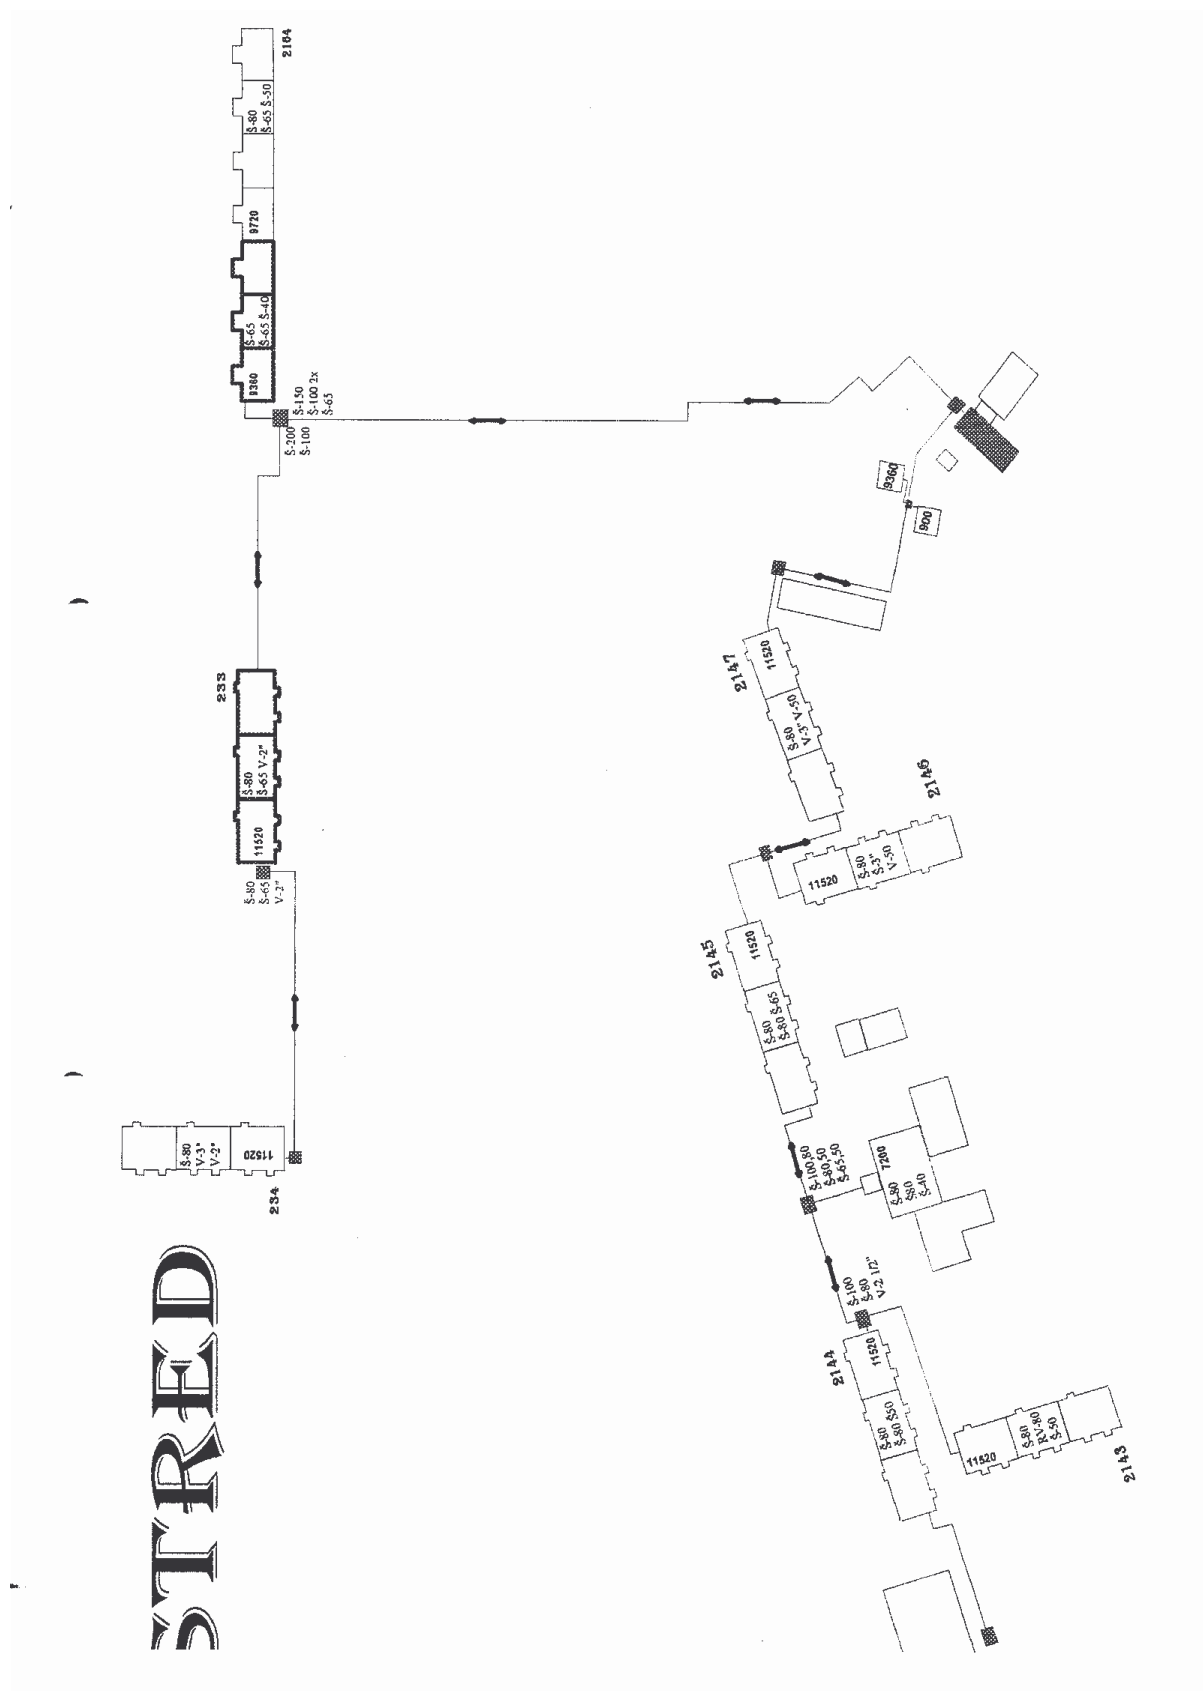 2164
Š-80
Š-65 Š-50
9720
Š-65
Š-65 Š-40
9360
Š-150
Š-100 2x
Š-65
Š-200
Š-100
9360
900
233
Š-80
Š-65 V-2"
11520
Š-80
Š-65
V-2"
2147
11520
Š-80
V-3" V-50
2146
11520
Š-80
Š-3"
V-50
2145
11520
Š-80
Š-80 Š-65
234
Š-80
V-3"
V-2"
11520
Š-100,80
Š-80,50
Š-65,50
7200
Š-80
Š80
Š-40
Š-100
Š-80
V-2 1/2"
2144
11520
Š-80
Š-80 Š50
2143
11520
Š-80
RV-80
Š-50
STRED